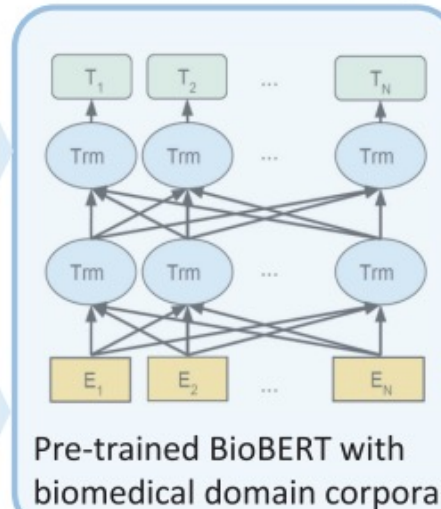 T1 T2 ... TN
Trm Trm ... Trm
Trm Trm ... Trm
E1 E2 ... EN
Pre-trained BioBERT with
biomedical domain corpora